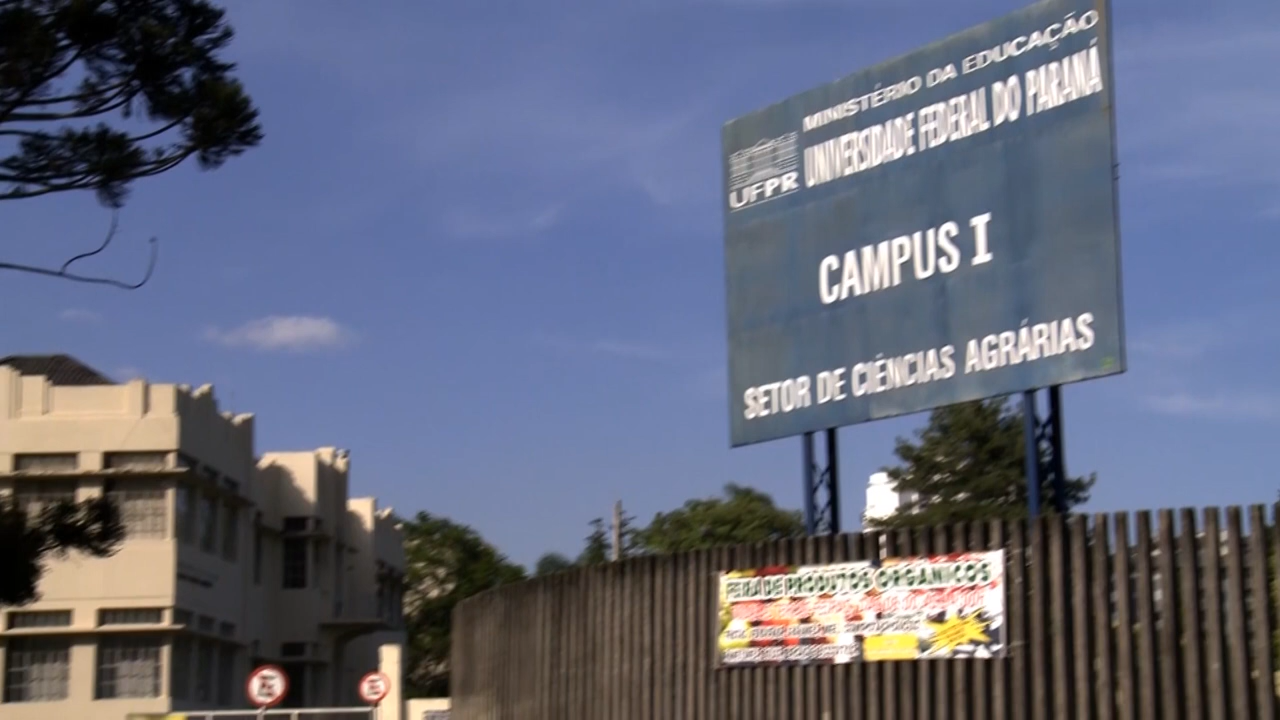 MINISTÉRIO DA EDUCAÇÃO
UNIVERSIDADE FEDERAL DO PARANÁ
UFPR
CAMPUS I
SETOR DE CIÊNCIAS AGRÁRIAS
FEIRA DE PRODUTOS ORGÂNICOS